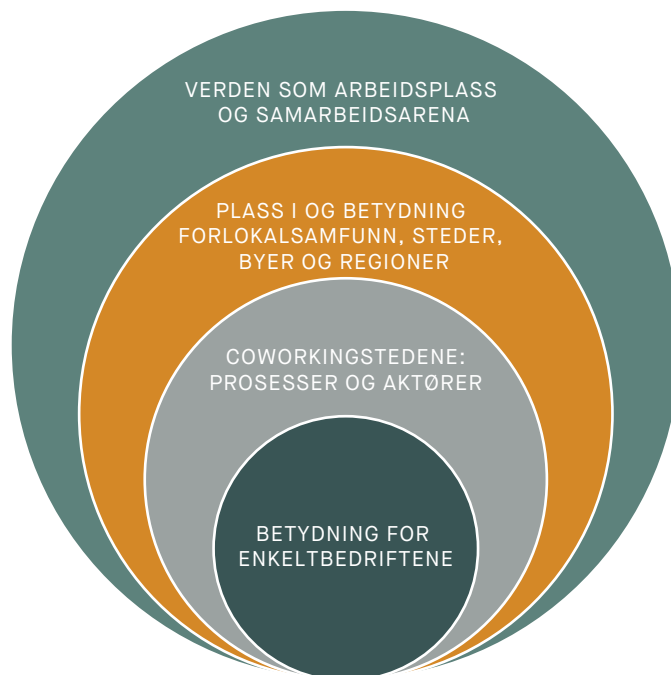 VERDEN SOM ARBEIDSPLASS
OG SAMARBEIDSARENA
PLASS I OG BETYDNING
FORLOKALSAMFUNN, STEDER,
BYER OG REGIONER
COWORKINGSTEDENE:
PROSESSER OG AKTØRER
BETYDNING FOR
ENKELTBEDRIFTENE